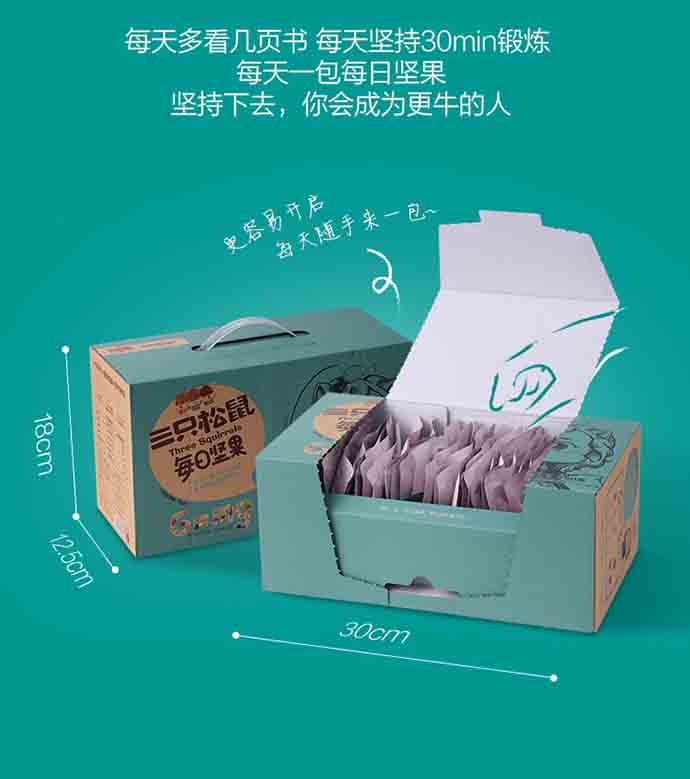 每天多看几页书 每天坚持30min锻炼
每天一包每日坚果
坚持下去，你会成为更牛的人
更容易开启
每天随手来一包~
三只松鼠
Three Squirrels
每日坚果
18cm
12.5cm
30cm